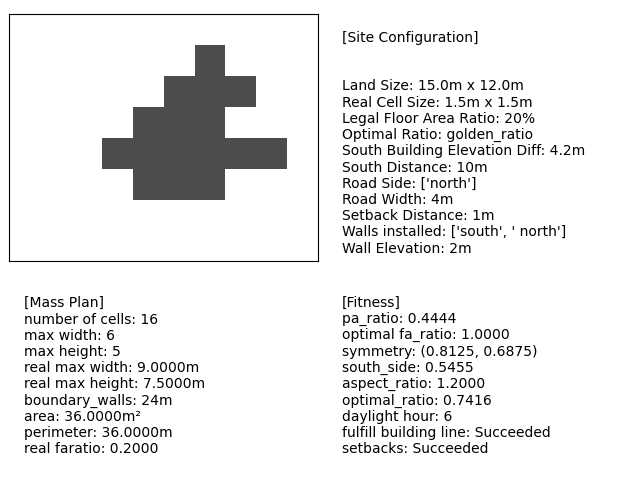 [Site Configuration]
Land Size: 15.0m x 12.0m
Real Cell Size: 1.5m x 1.5m
Legal Floor Area Ratio: 20%
Optimal Ratio: golden_ratio
South Building Elevation Diff: 4.2m
South Distance: 10m
Road Side: ['north']
Road Width: 4m
Setback Distance: 1m
Walls installed: ['south', ' north']
Wall Elevation: 2m
[Mass Plan]
number of cells: 16
max width: 6
max height: 5
real max width: 9.0000m
real max height: 7.5000m
boundary_walls: 24m
area: 36.0000m²
perimeter: 36.0000m
real faratio: 0.2000
[Fitness]
pa_ratio: 0.4444
optimal fa_ratio: 1.0000
symmetry: (0.8125, 0.6875)
south_side: 0.5455
aspect_ratio: 1.2000
optimal_ratio: 0.7416
daylight hour: 6
fulfill building line: Succeeded
setbacks: Succeeded